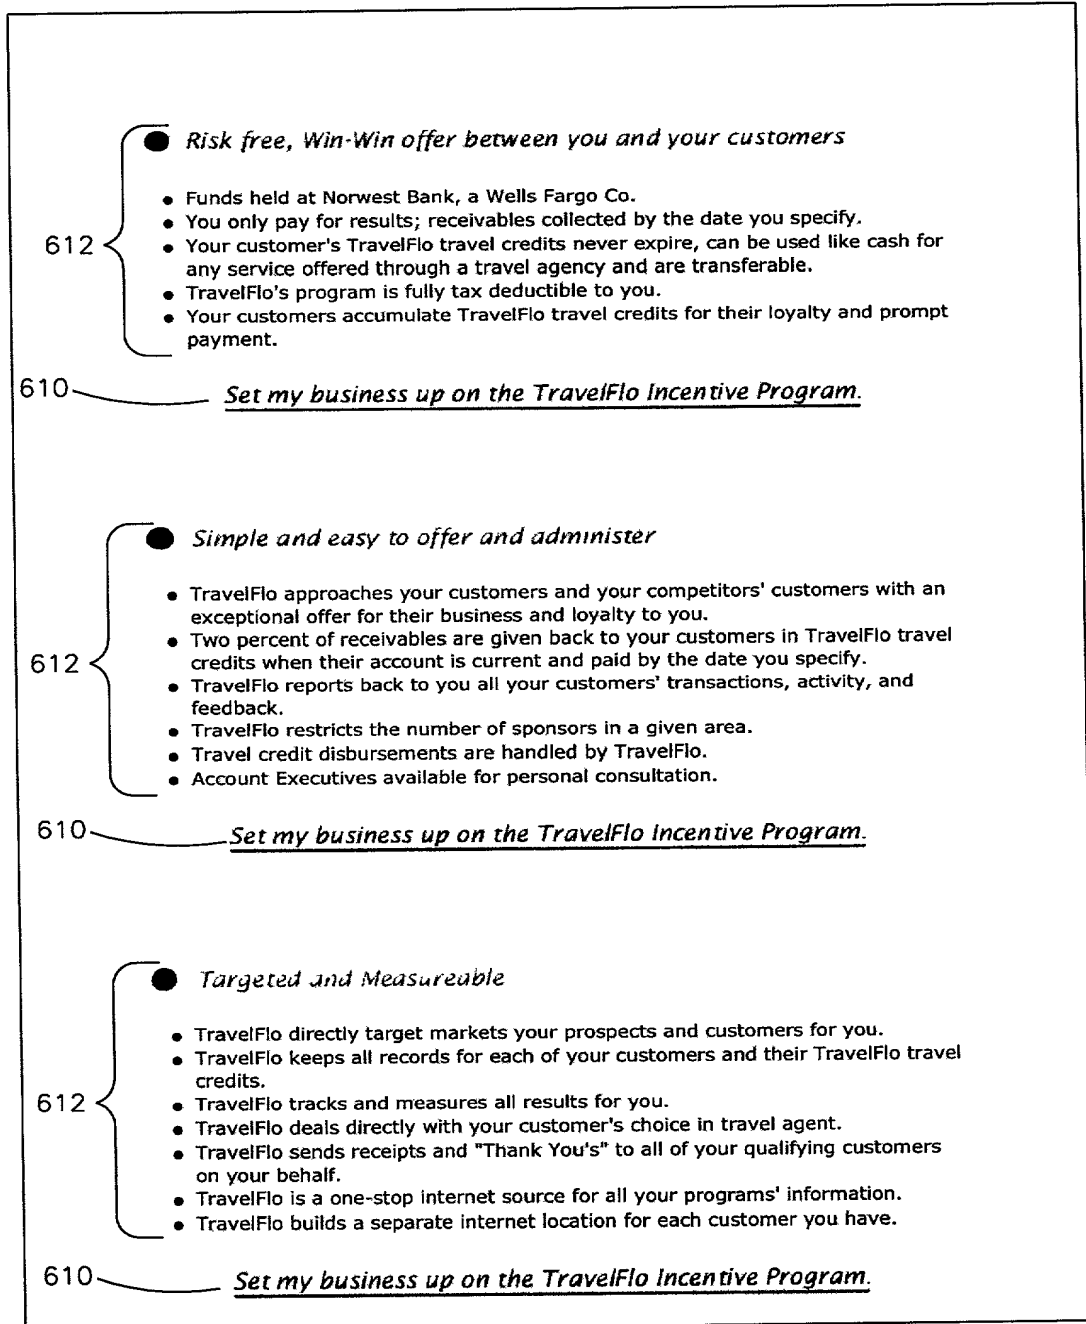 ● Risk free, Win-Win offer between you and your customers
• Funds held at Norwest Bank, a Wells Fargo Co.
• You only pay for results; receivables collected by the date you specify.
612
• Your customer's TravelFlo travel credits never expire, can be used like cash for
any service offered through a travel agency and are transferable.
• TravelFlo's program is fully tax deductible to you.
• Your customers accumulate TravelFlo travel credits for their loyalty and prompt
payment.
610
Set my business up on the TravelFlo Incentive Program.
● Simple and easy to offer and administer
• TravelFlo approaches your customers and your competitors' customers with an
exceptional offer for their business and loyalty to you.
• Two percent of receivables are given back to your customers in TravelFlo travel
612
credits when their account is current and paid by the date you specify.
• TravelFlo reports back to you all your customers' transactions, activity, and
feedback.
• TravelFlo restricts the number of sponsors in a given area.
• Travel credit disbursements are handled by TravelFlo.
• Account Executives available for personal consultation.
610
Set my business up on the TravelFlo Incentive Program.
● Targeted and Measureable
• TravelFlo directly target markets your prospects and customers for you.
• TravelFlo keeps all records for each of your customers and their TravelFlo travel
credits.
612
• TravelFlo tracks and measures all results for you.
• TravelFlo deals directly with your customer's choice in travel agent.
• TravelFlo sends receipts and "Thank You's" to all of your qualifying customers
on your behalf.
• TravelFlo is a one-stop internet source for all your programs' information.
• TravelFlo builds a separate internet location for each customer you have.
610
Set my business up on the TravelFlo Incentive Program.